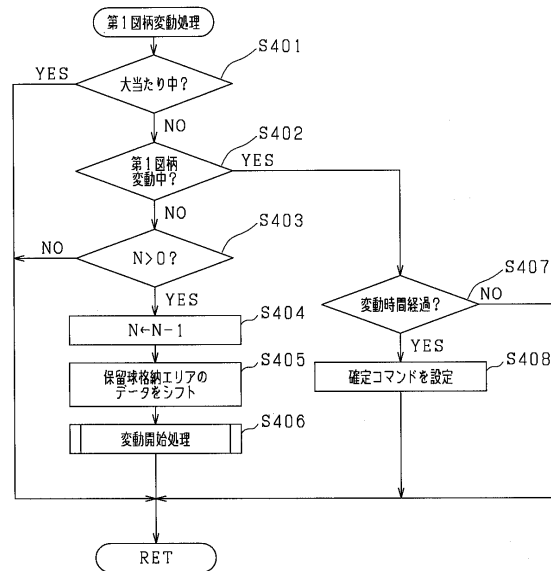 第1図柄変動処理
S401
大当たり中?
YES
NO
S402
第1図柄
変動中?
YES
NO
S403
N>0?
NO
YES
S404
N←N-1
S405
保留球格納エリアの
データをシフト
S406
変動開始処理
S407
変動時間経過?
NO
YES
S408
確定コマンドを設定
RET